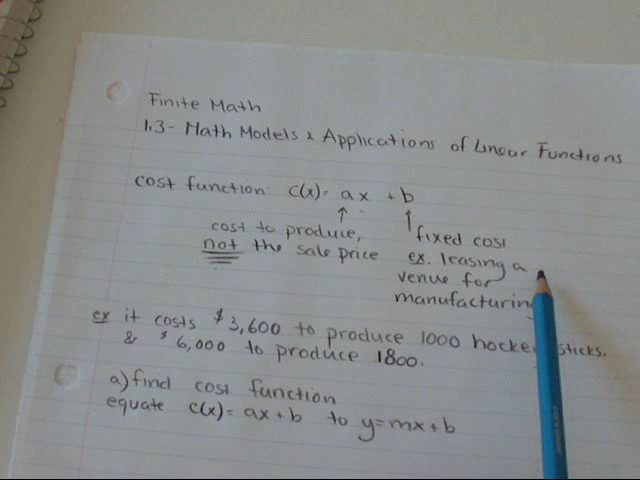 Finite Math
1.3- Math Models & Applications of Linear Functions
cost function: C(x)= ax + b
cost to produce,
not the sale price
fixed cost
ex. leasing a
venue for
manufacturing
ex it costs $3,600 to produce 1000 hockey sticks.
& $6,000 to produce 1800.
a) find cost function
equate C(x)= ax+b to y=mx+b